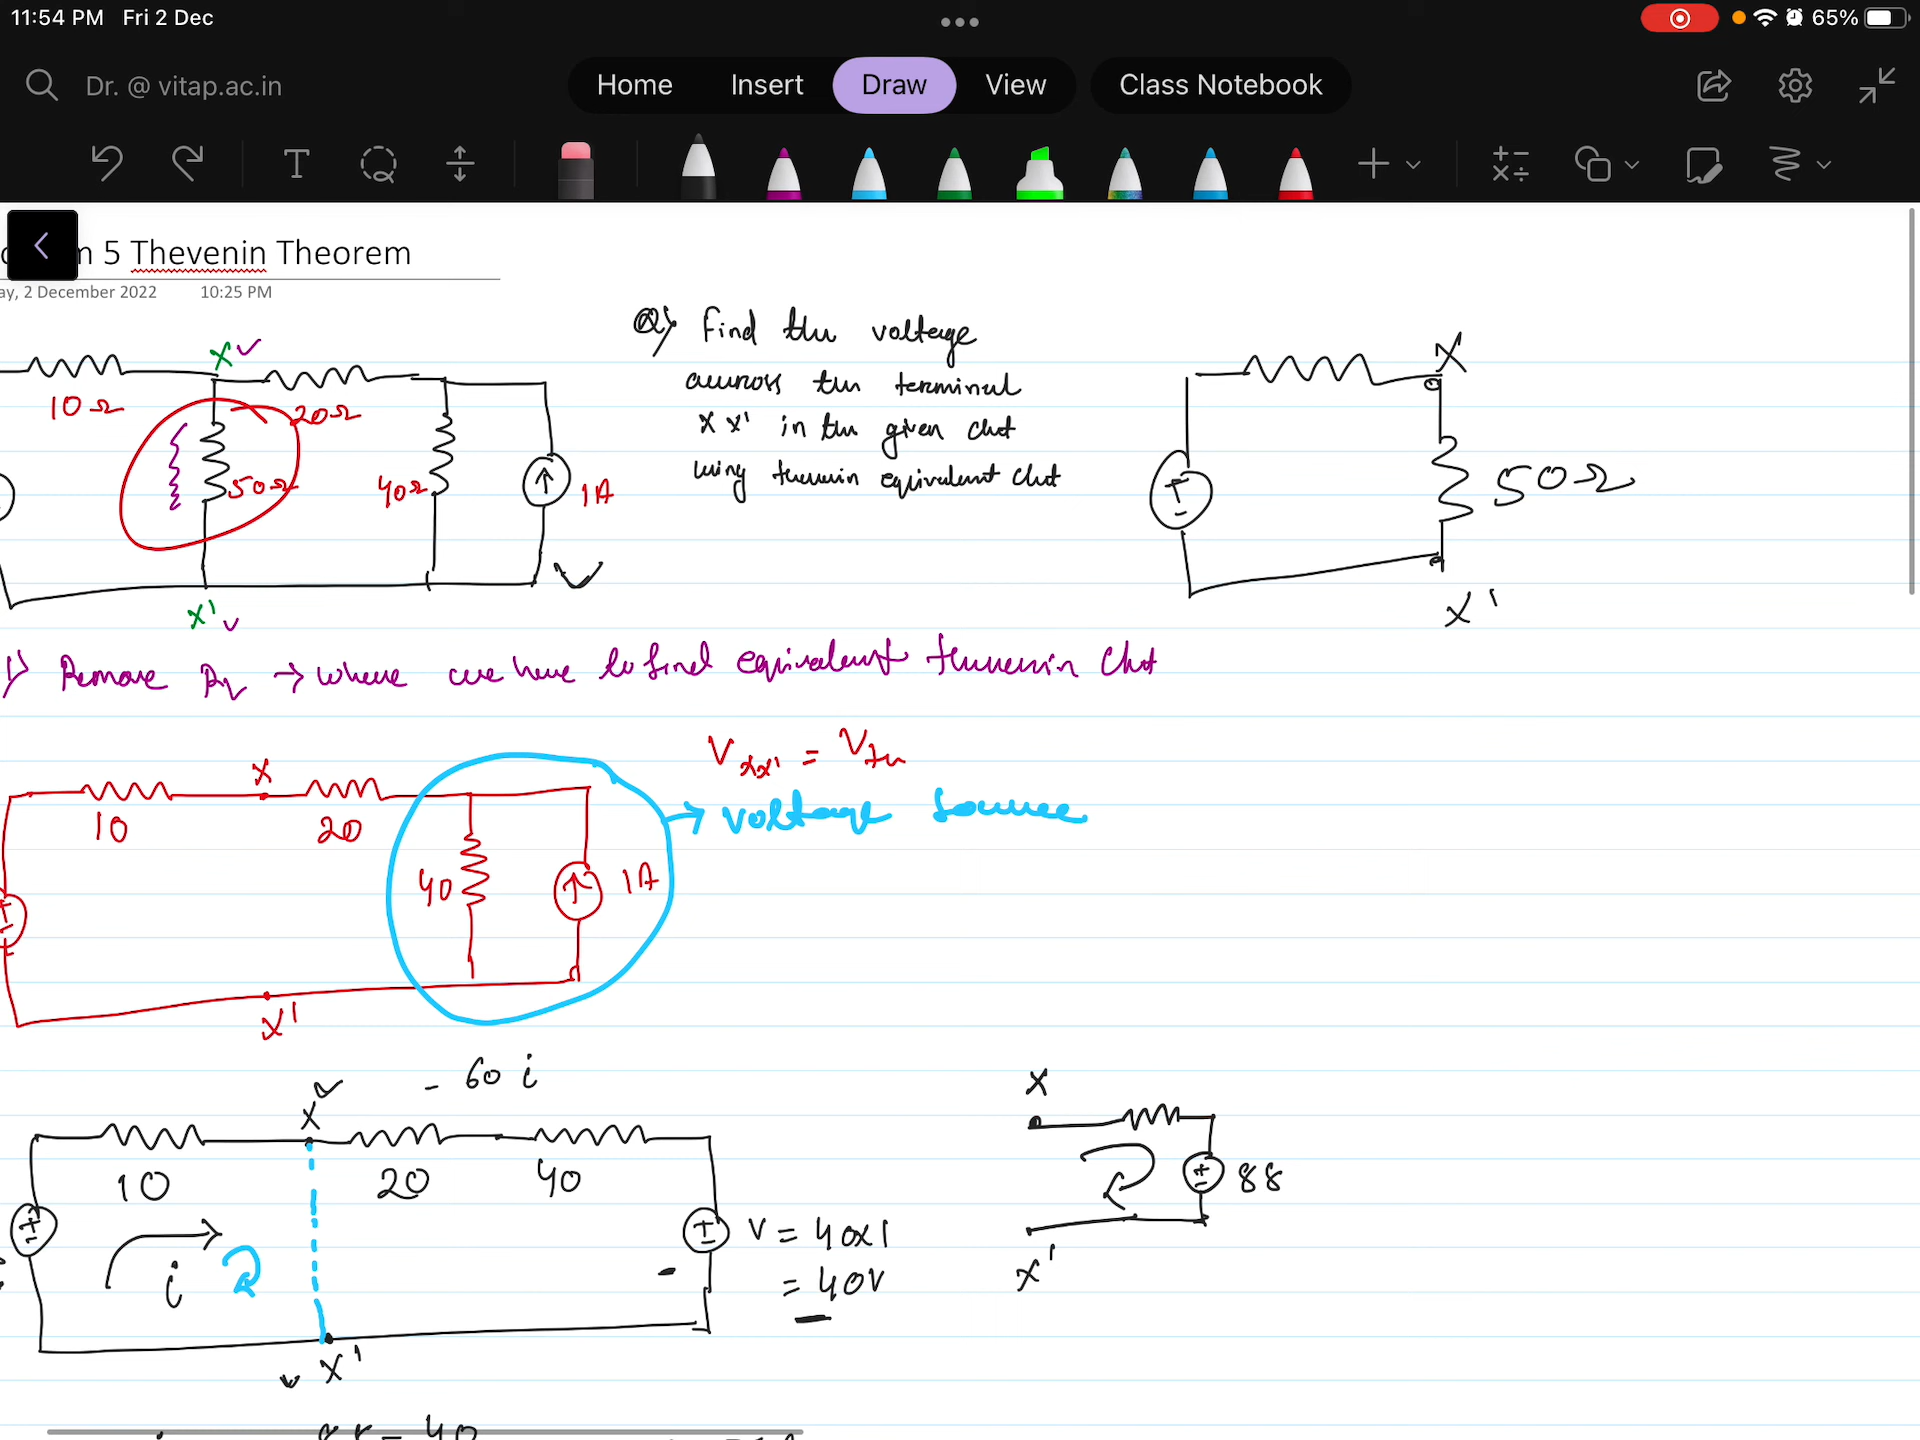 11:54 PM Fri 2 Dec
65%
Dr. @ vitap.ac.in
Home Insert Draw View Class Notebook
T
5 Thevenin Theorem
ay, 2 December 2022 10:25 PM
Q) Find the voltage
across the terminal
X X' in the given ckt
using thevenin equivalent ckt
X
10Ω
20Ω
50Ω
40Ω
1A
X'
X
50Ω
X'
1) Remove RL → where we have to find equivalent thevenin Ckt
Vxx' = Vth
→ voltage source
X
10
20
40
1A
X'
- 60 i
X
10
20
40
i
V = 40x1
= 40V
X'
X
88
X'